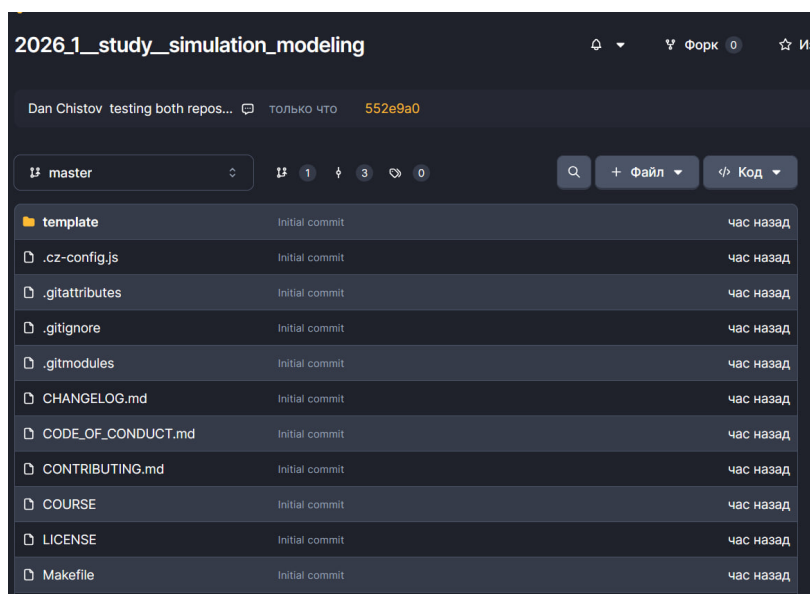 2026_1__study__simulation_modeling Форк 0
Dan Chistov testing both repos... только что 552e9a0
master 1 3 0 + Файл </> Код
template Initial commit час назад
.cz-config.js Initial commit час назад
.gitattributes Initial commit час назад
.gitignore Initial commit час назад
.gitmodules Initial commit час назад
CHANGELOG.md Initial commit час назад
CODE_OF_CONDUCT.md Initial commit час назад
CONTRIBUTING.md Initial commit час назад
COURSE Initial commit час назад
LICENSE Initial commit час назад
Makefile Initial commit час назад